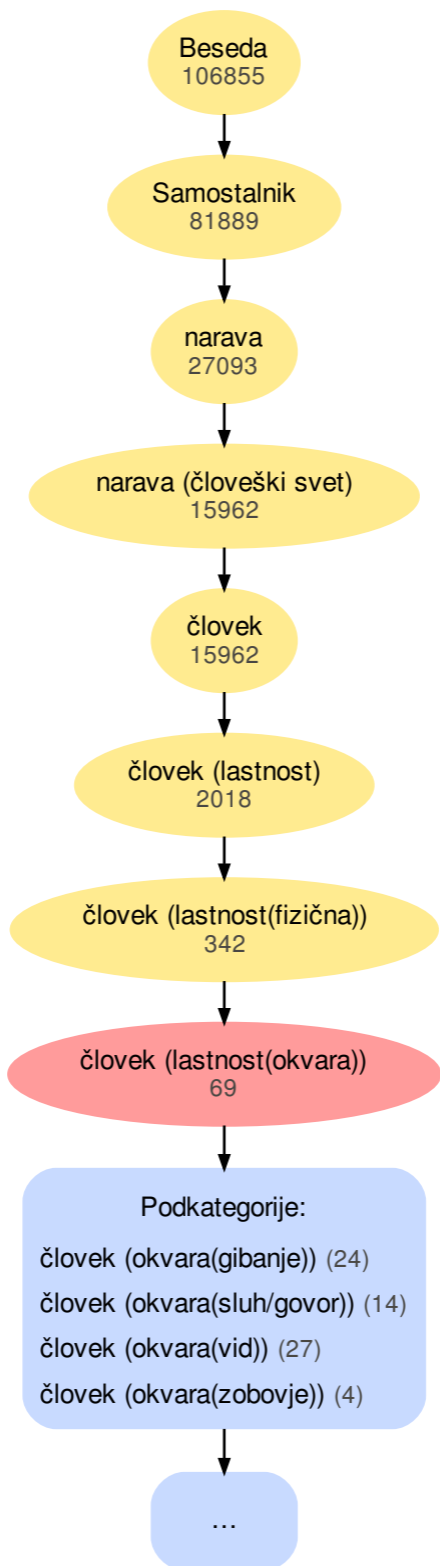 Beseda
106855
Samostalnik
81889
narava
27093
narava (človeški svet)
15962
človek
15962
človek (lastnost)
2018
človek (lastnost(fizična))
342
človek (lastnost(okvara))
69
Podkategorije:
človek (okvara(gibanje)) (24)
človek (okvara(sluh/govor)) (14)
človek (okvara(vid)) (27)
človek (okvara(zobovje)) (4)
...